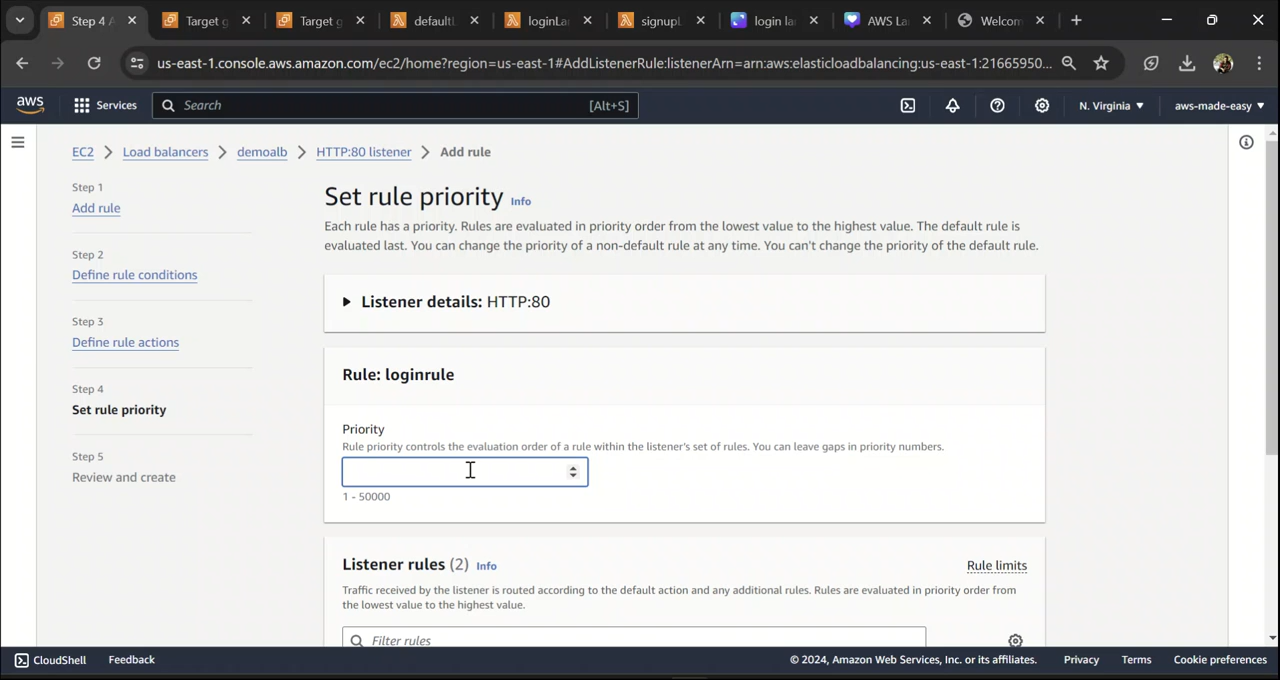 Step 4 A
Target g
Target g
defaultL
loginLar
signupL
login la
AWS La
Welcom
us-east-1.console.aws.amazon.com/ec2/home?region=us-east-1#AddListenerRule:listenerArn=arn:aws:elasticloadbalancing:us-east-1:21665950...
aws
Services
Search
[Alt+S]
N. Virginia
aws-made-easy
EC2
Load balancers
demoalb
HTTP:80 listener
Add rule
Step 1
Add rule
Step 2
Define rule conditions
Step 3
Define rule actions
Step 4
Set rule priority
Step 5
Review and create
Set rule priority Info
Each rule has a priority. Rules are evaluated in priority order from the lowest value to the highest value. The default rule is
evaluated last. You can change the priority of a non-default rule at any time. You can't change the priority of the default rule.
Listener details: HTTP:80
Rule: loginrule
Priority
Rule priority controls the evaluation order of a rule within the listener's set of rules. You can leave gaps in priority numbers.
1 - 50000
Listener rules (2) Info
Rule limits
Traffic received by the listener is routed according to the default action and any additional rules. Rules are evaluated in priority order from
the lowest value to the highest value.
Filter rules
CloudShell
Feedback
© 2024, Amazon Web Services, Inc. or its affiliates.
Privacy
Terms
Cookie preferences